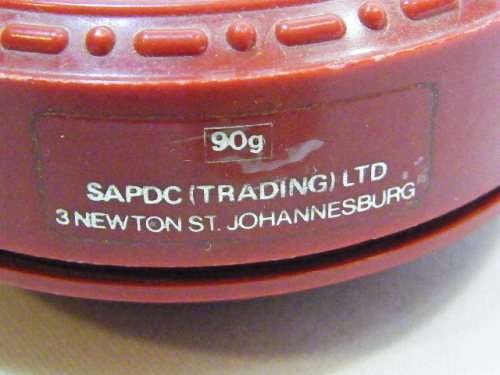 90g
SAPDC (TRADING) LTD
3 NEWTON ST. JOHANNESBURG